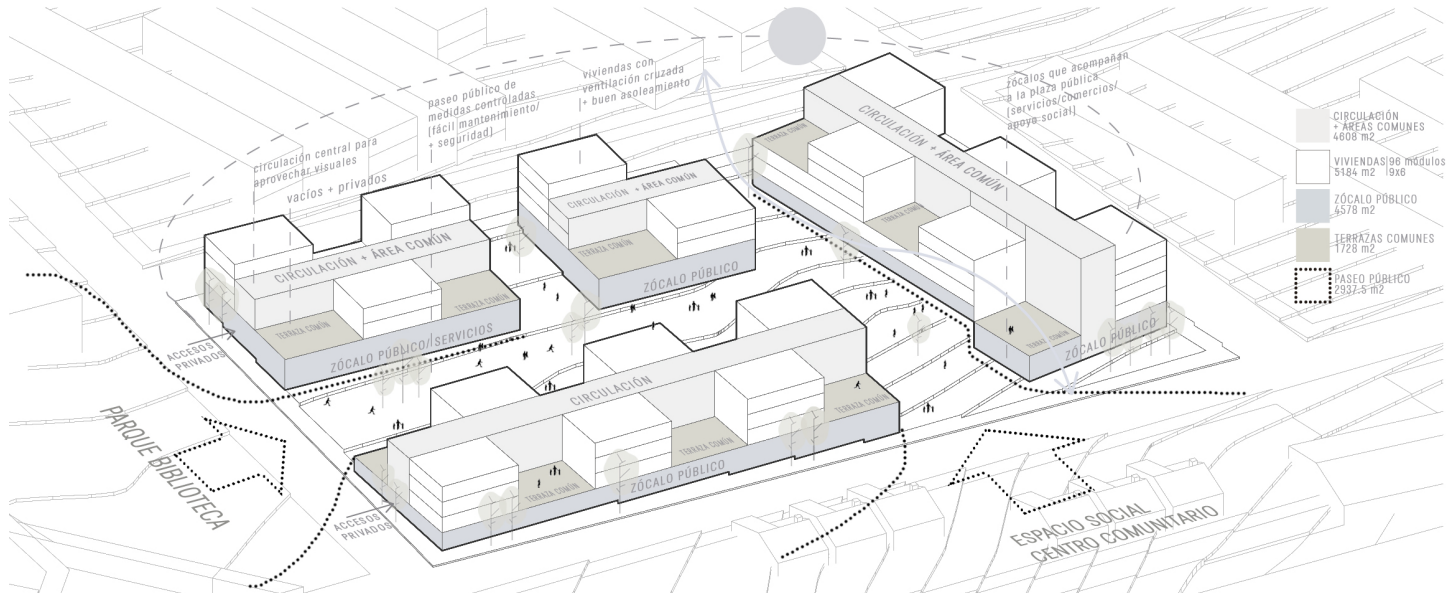 circulación central para
aprovechar visuales
vacíos + privados
paseo público de
medidas controladas
[fácil mantenimiento/
+ seguridad]
viviendas con
ventilación cruzada
[+ buen asoleamiento
zócalos que acompañan
a la plaza pública
[servicios/comercios/
apoyo social]
CIRCULACIÓN
+ ÁREAS COMUNES
4608 m2
VIVIENDAS|96 módulos
5184 m2 |9x6
ZÓCALO PÚBLICO
4578 m2
TERRAZAS COMUNES
1728 m2
PASEO PÚBLICO
2937.5 m2
CIRCULACIÓN + ÁREA COMÚN
TERRAZA COMÚN
TERRAZA COMÚN
ZÓCALO PÚBLICO/|SERVICIOS
CIRCULACIÓN + ÁREA COMÚN
TERRAZA COMÚN
ZÓCALO PÚBLICO
TERRAZA COMÚN
CIRCULACIÓN + ÁREA COMÚN
TERRAZA COMÚN
TERRAZ COMÚN
ZÓCALO PÚBLICO
CIRCULACIÓN
TERRAZA COMÚN
TERRAZA COMÚN
TERRAZA COMÚN
ZÓCALO PÚBLICO
ZÓCALO PÚBLICO
ACCESOS
PRIVADOS
ACCESOS
PRIVADOS
PARQUE BIBLIOTECA
ESPACIO SOCIAL
CENTRO COMUNITARIO